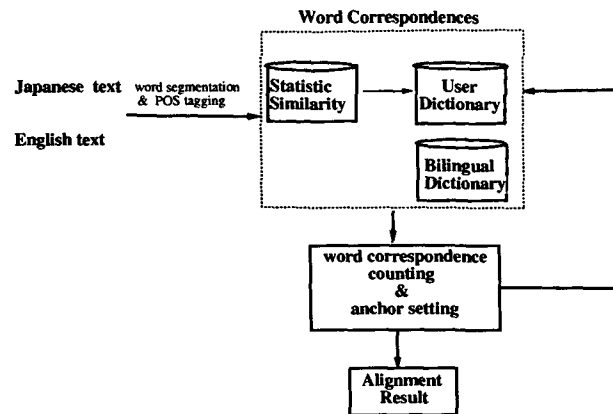 Word Correspondences
Japanese text
word segmentation
& POS tagging
English text
Statistic
Similarity
User
Dictionary
Bilingual
Dictionary
word correspondence
counting
&
anchor setting
Alignment
Result